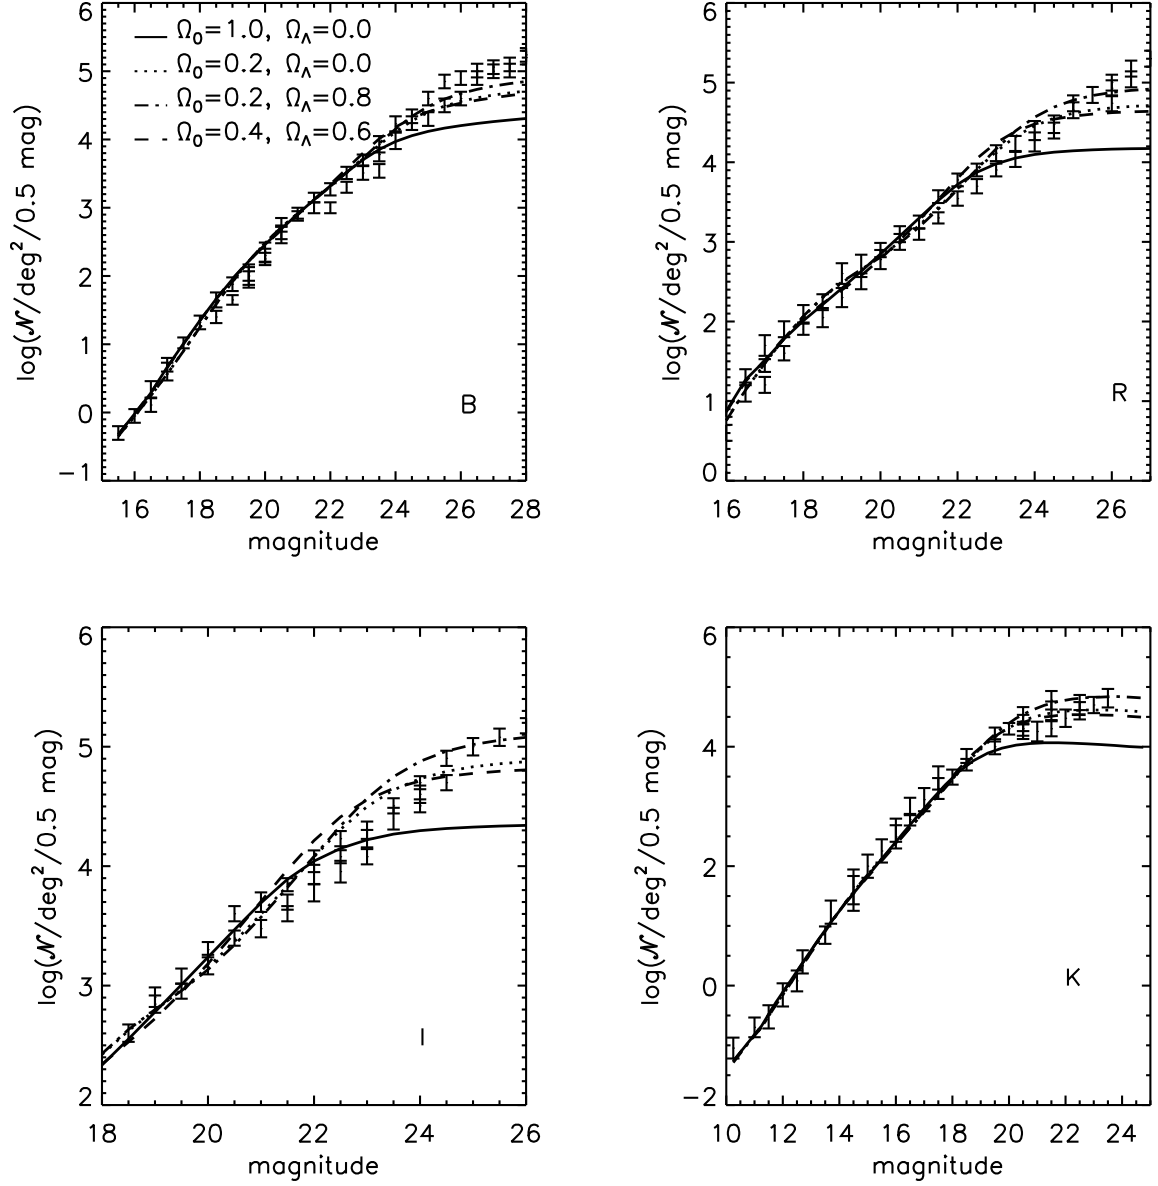 6
5
4
3
2
1
0
−1
log(𝒩/deg²/0.5 mag)
Ω₀=1.0, Ω_Λ=0.0
Ω₀=0.2, Ω_Λ=0.0
Ω₀=0.2, Ω_Λ=0.8
Ω₀=0.4, Ω_Λ=0.6
B
16 18 20 22 24 26 28
magnitude
6
5
4
3
2
1
0
log(𝒩/deg²/0.5 mag)
R
16 18 20 22 24 26
magnitude
6
5
4
3
2
log(𝒩/deg²/0.5 mag)
I
18 20 22 24 26
magnitude
6
4
2
0
−2
log(𝒩/deg²/0.5 mag)
K
10 12 14 16 18 20 22 24
magnitude